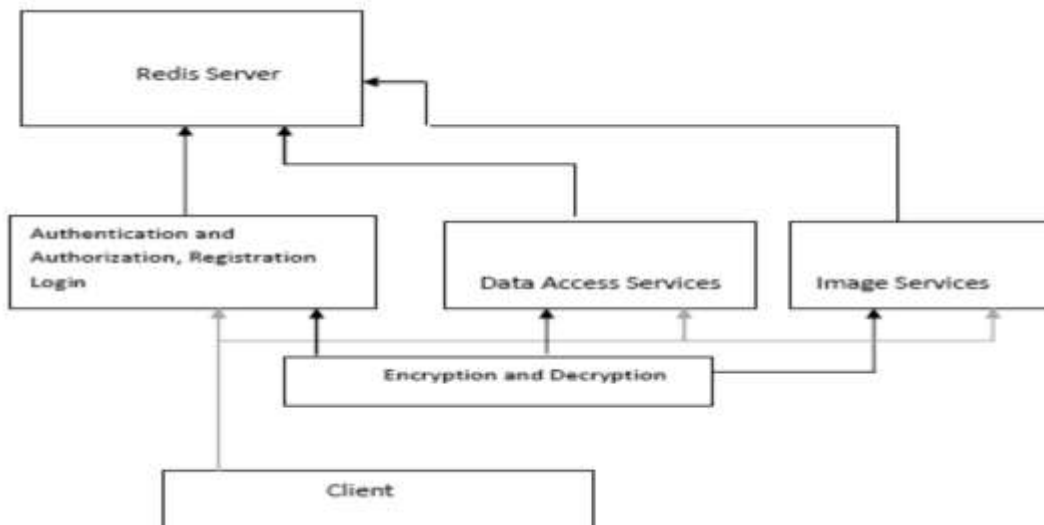 Redis Server
Authentication and
Authorization, Registration
Login
Data Access Services
Image Services
Encryption and Decryption
Client